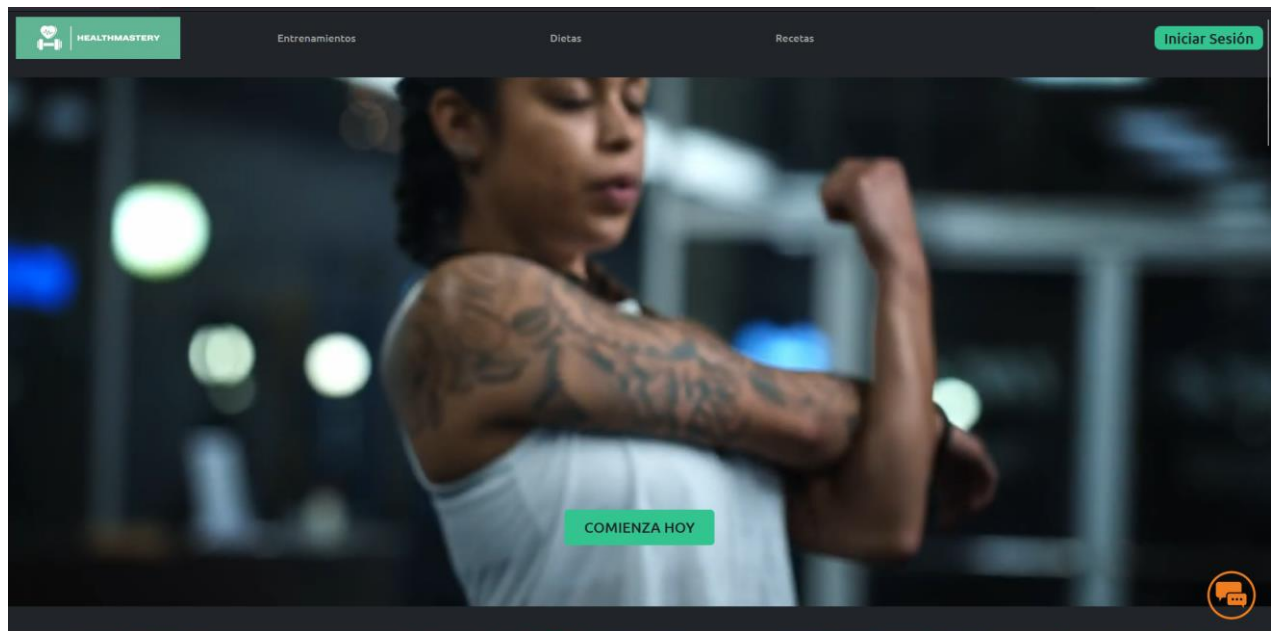 HEALTHMASTERY
Entrenamientos
Dietas
Recetas
Iniciar Sesión
COMIENZA HOY